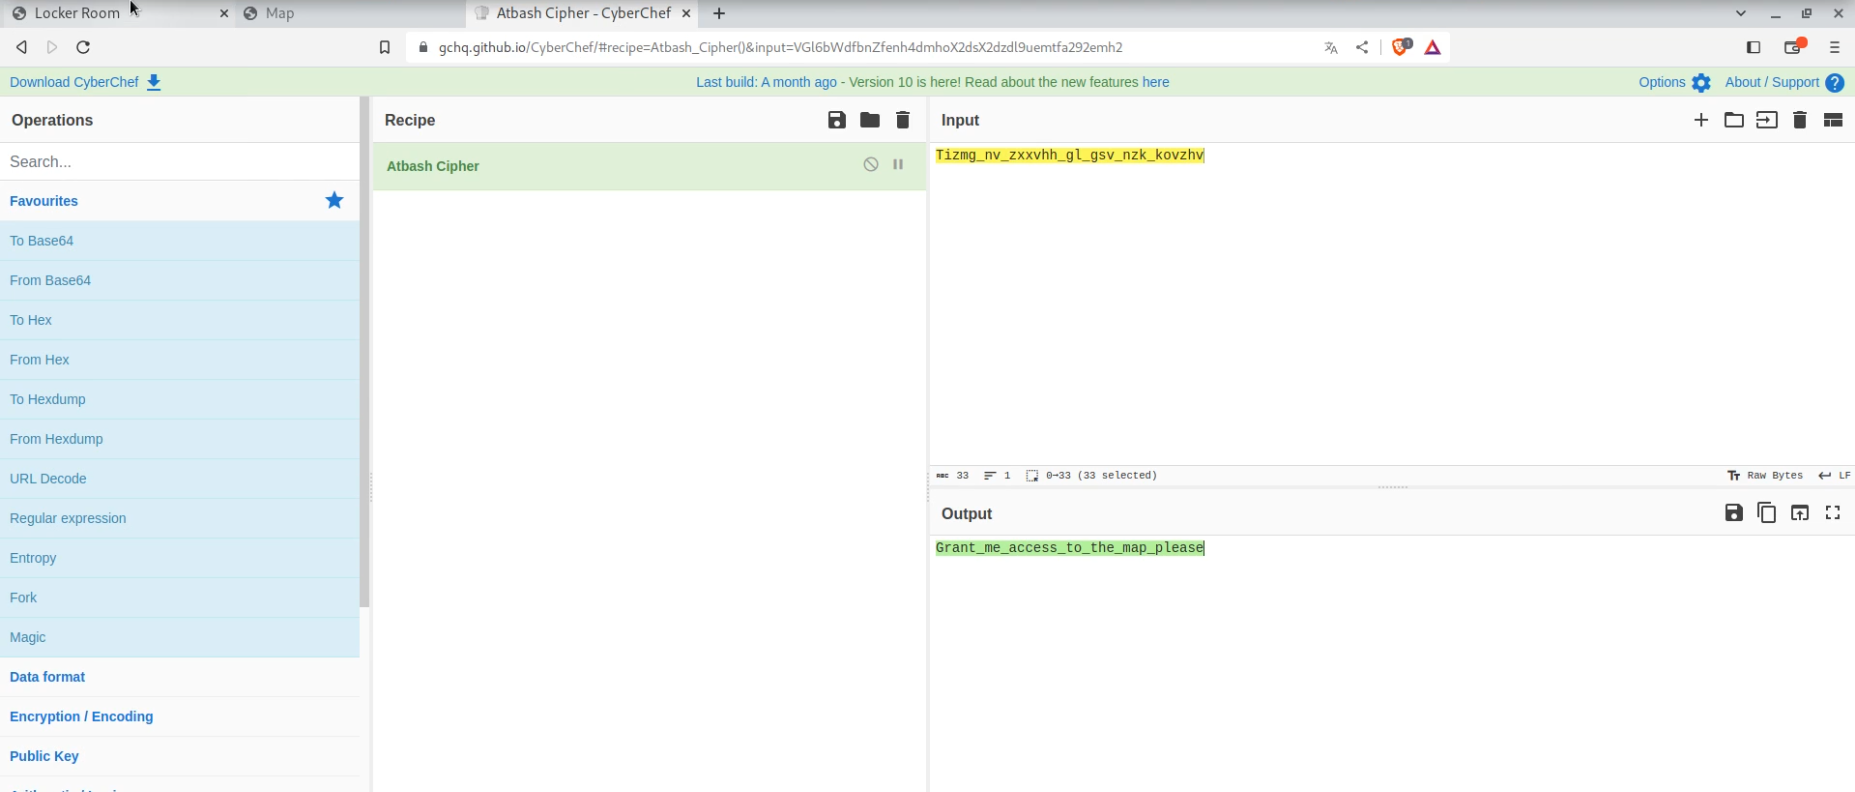 Locker Room
Map
Atbash Cipher - CyberChef
gchq.github.io/CyberChef/#recipe=Atbash_Cipher()&input=VGl6bWdfbnZfenh4dmhoX2dsX2dzdl9uemtfa292emh2
1
Download CyberChef
Last build: A month ago - Version 10 is here! Read about the new features here
Options
About / Support
Operations
Recipe
Input
Search...
Atbash Cipher
Tizmg_nv_zxxvhh_gl_gsv_nzk_kovzhv
Favourites
To Base64
From Base64
To Hex
From Hex
To Hexdump
From Hexdump
URL Decode
Regular expression
Entropy
Fork
Magic
Data format
Encryption / Encoding
Public Key
ABC 33
1
0→33 (33 selected)
Raw Bytes
LF
Output
Grant_me_access_to_the_map_please